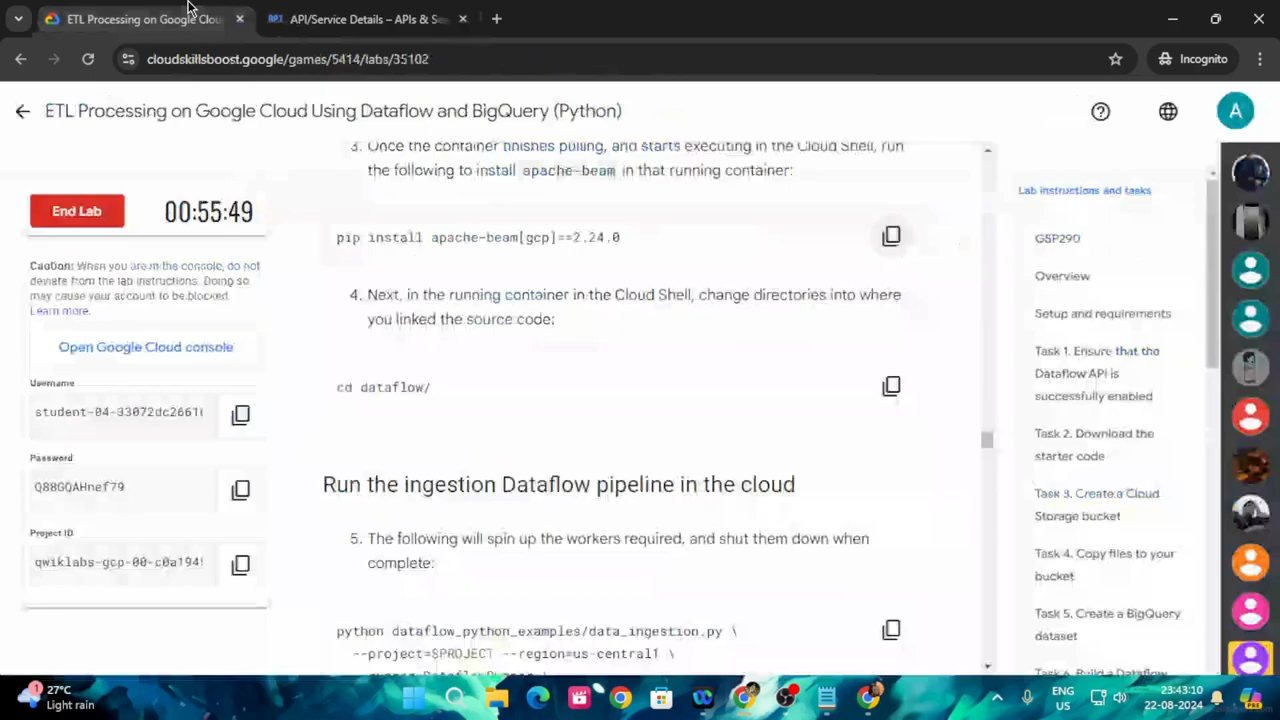 ETL Processing on Google Clou
API/Service Details – APIs & Se
cloudskillsboost.google/games/5414/labs/35102
Incognito
ETL Processing on Google Cloud Using Dataflow and BigQuery (Python)
A
3. Once the container finishes pulling, and starts executing in the Cloud Shell, run
the following to install apache-beam in that running container:
End Lab
00:55:49
Lab instructions and tasks
pip install apache-beam[gcp]==2.24.0
GSP290
Caution: When you are in the console, do not
deviate from the lab instructions. Doing so
may cause your account to be blocked.
Learn more.
Overview
4. Next, in the running container in the Cloud Shell, change directories into where
you linked the source code:
Setup and requirements
Open Google Cloud console
Task 1. Ensure that the
Dataflow API is
successfully enabled
Username
student-04-33072dc2661
cd dataflow/
Task 2. Download the
starter code
Password
Q88GQAHnef79
Run the ingestion Dataflow pipeline in the cloud
Task 3. Create a Cloud
Storage bucket
Project ID
qwiklabs-gcp-00-c0a194
5. The following will spin up the workers required, and shut them down when
complete:
Task 4. Copy files to your
bucket
Task 5. Create a BigQuery
dataset
python dataflow_python_examples/data_ingestion.py \
--project=$PROJECT --region=us-central1 \
Task 6. Build a Dataflow
1
27°C
Light rain
ENG
US
23:43:10
22-08-2024
PRE